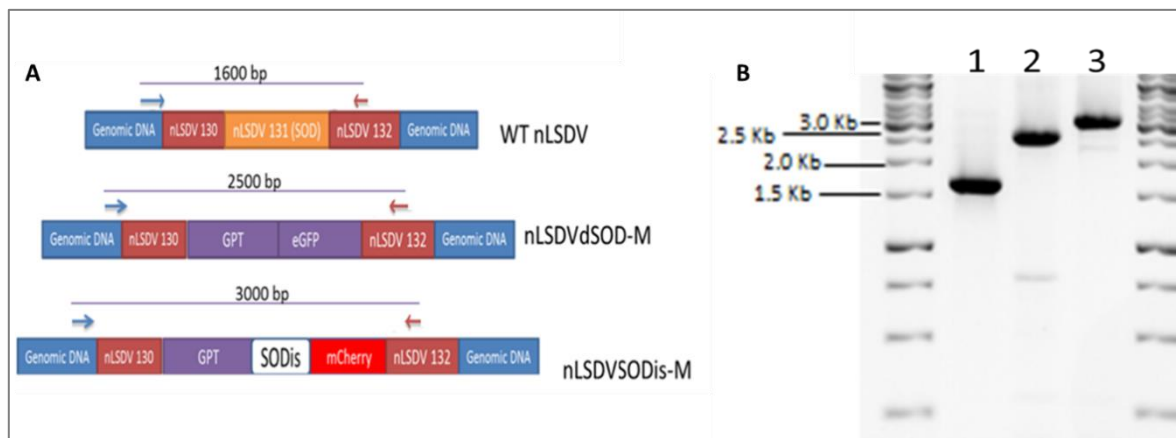 A
1600 bp
Genomic DNA nLSDV 130 nLSDV 131 (SOD) nLSDV 132 Genomic DNA
WT nLSDV
2500 bp
Genomic DNA nLSDV 130 GPT eGFP nLSDV 132 Genomic DNA
nLSDVdSOD-M
3000 bp
Genomic DNA nLSDV 130 GPT SODis mCherry nLSDV 132 Genomic DNA
nLSDVSODis-M
B
1 2 3
3.0 Kb
2.5 Kb
2.0 Kb
1.5 Kb